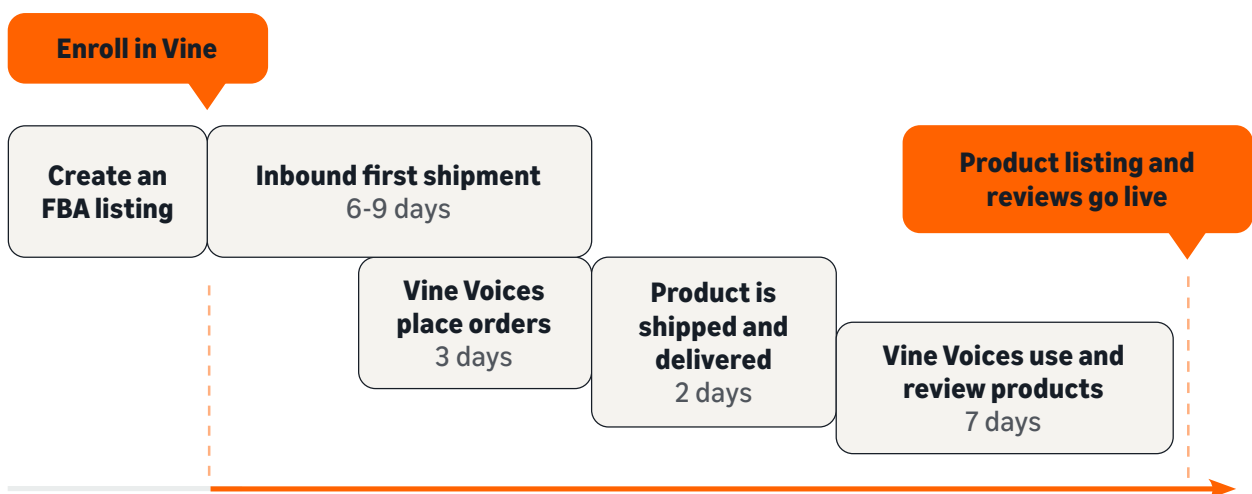 Enroll in Vine
Create an
FBA listing
Inbound first shipment
6-9 days
Vine Voices
place orders
3 days
Product is
shipped and
delivered
2 days
Vine Voices use and
review products
7 days
Product listing and
reviews go live